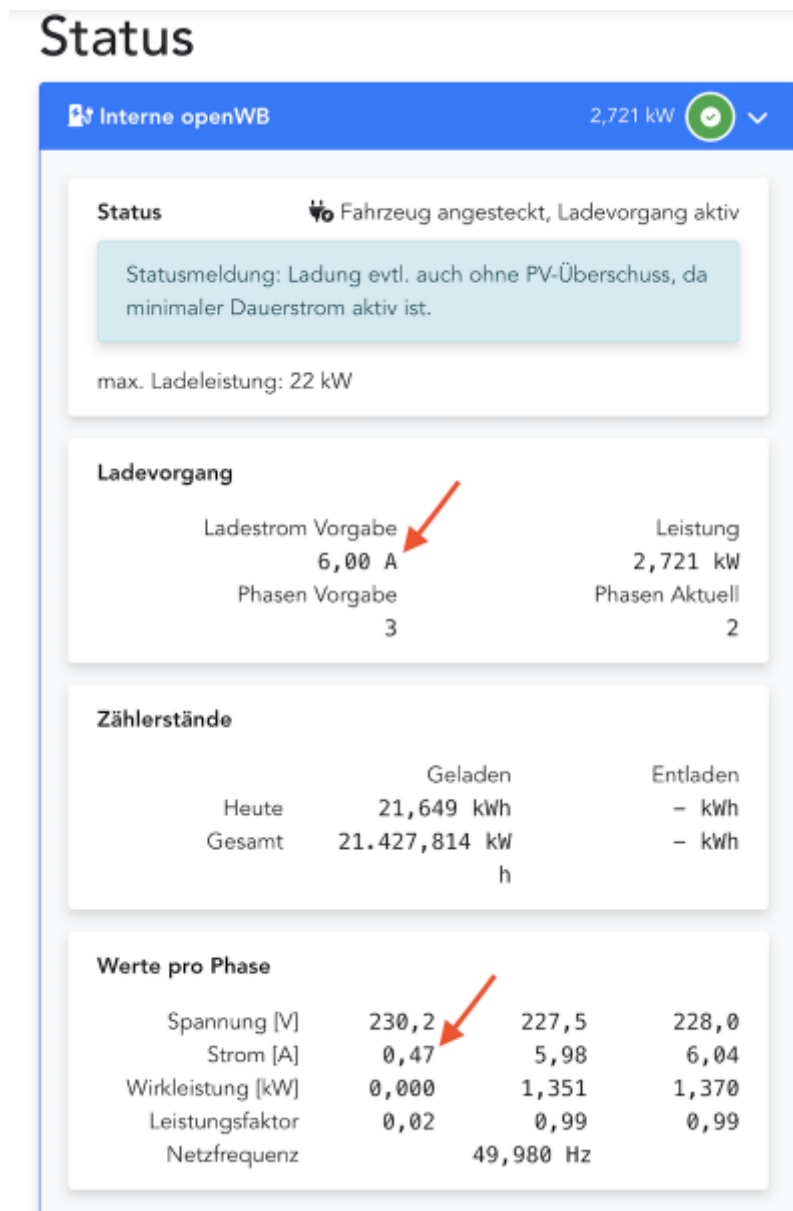 Status
Interne openWB 2,721 kW
Status Fahrzeug angesteckt, Ladevorgang aktiv
Statusmeldung: Ladung evtl. auch ohne PV-Überschuss, da
minimaler Dauerstrom aktiv ist.
max. Ladeleistung: 22 kW
Ladevorgang
Ladestrom Vorgabe Leistung
6,00 A 2,721 kW
Phasen Vorgabe Phasen Aktuell
3 2
Zählerstände
Geladen Entladen
Heute 21,649 kWh – kWh
Gesamt 21.427,814 kW – kWh
h
Werte pro Phase
Spannung [V] 230,2 227,5 228,0
Strom [A] 0,47 5,98 6,04
Wirkleistung [kW] 0,000 1,351 1,370
Leistungsfaktor 0,02 0,99 0,99
Netzfrequenz 49,980 Hz